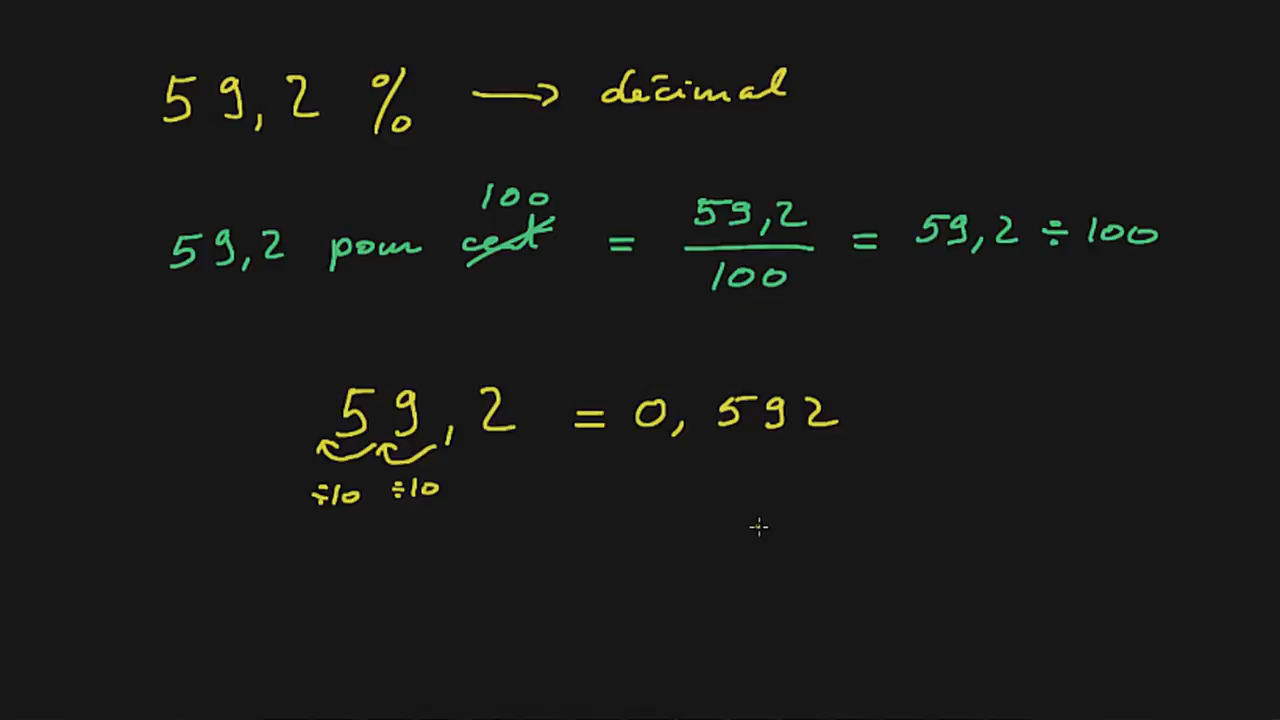 59,2 % → décimal
100
59,2 pour cent = 59,2/100 = 59,2 ÷ 100
59,2 = 0,592
÷10 ÷10